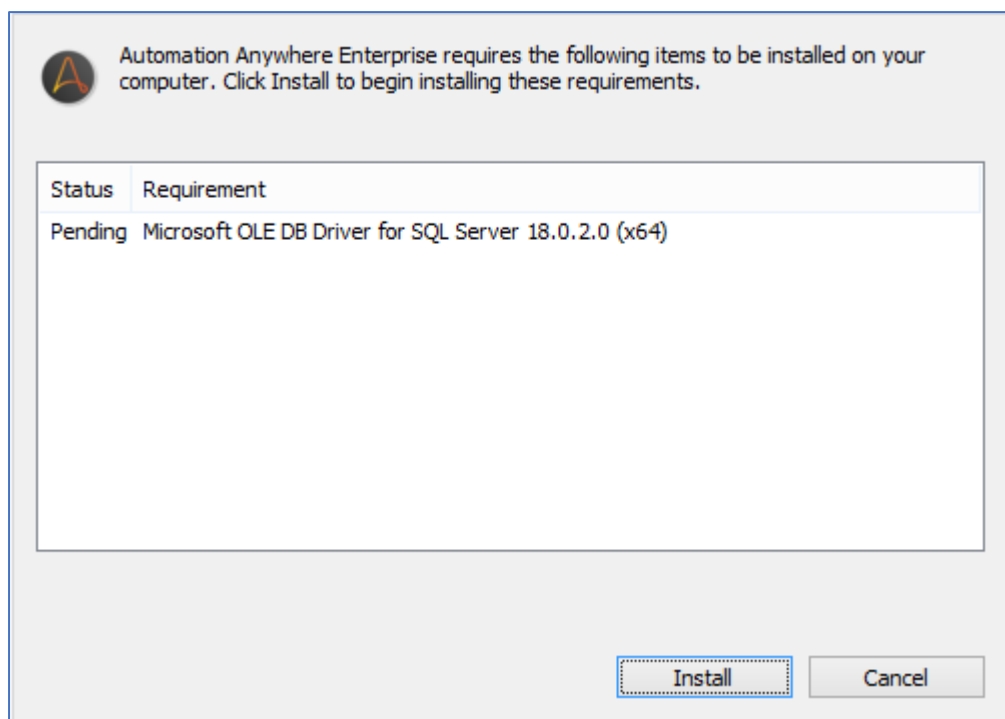 Automation Anywhere Enterprise requires the following items to be installed on your
computer. Click Install to begin installing these requirements.
Status Requirement
Pending Microsoft OLE DB Driver for SQL Server 18.0.2.0 (x64)
Install Cancel